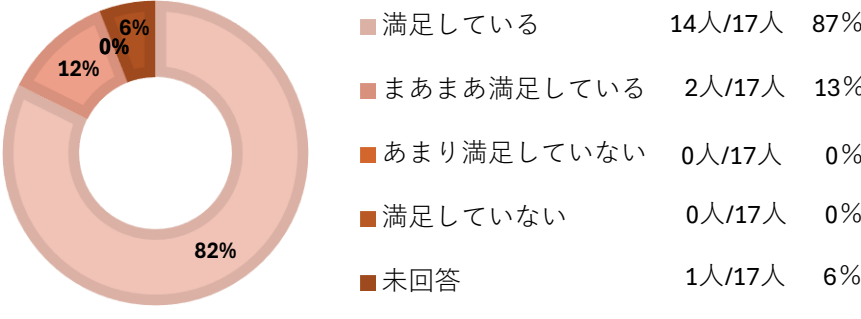 6%
0%
12%
82%
満足している 14人/17人 87%
まあまあ満足している 2人/17人 13%
あまり満足していない 0人/17人 0%
満足していない 0人/17人 0%
未回答 1人/17人 6%